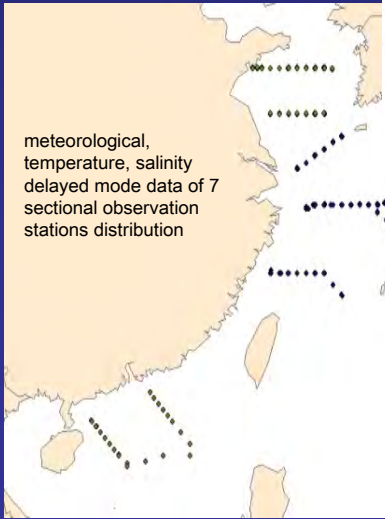 meteorological,
temperature, salinity
delayed mode data of 7
sectional observation
stations distribution